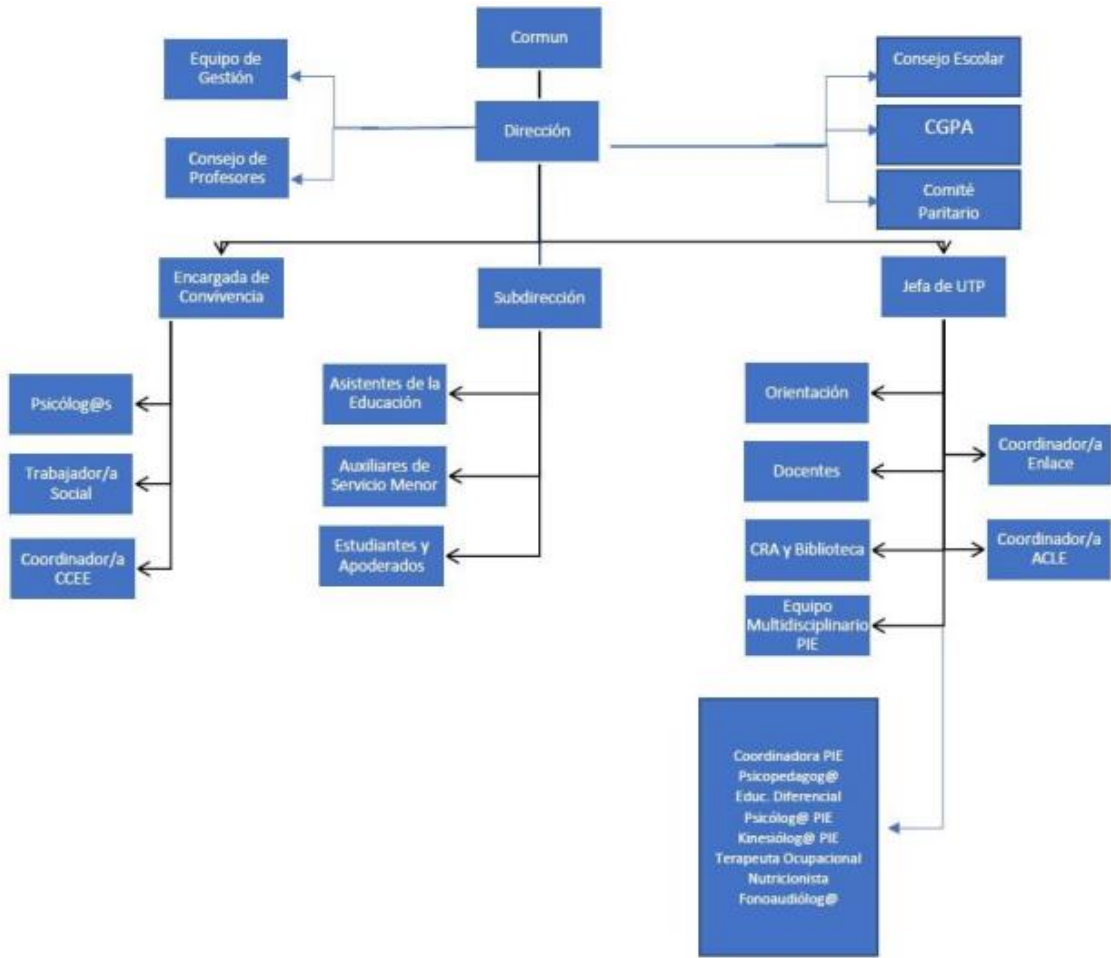 Cormun
Equipo de
Gestión
Consejo Escolar
Dirección
CGPA
Consejo de
Profesores
Comité
Paritario
Encargada de
Convivencia
Subdirección
Jefa de UTP
Psicólog@s
Trabajador/a
Social
Coordinador/a
CCEE
Asistentes de la
Educación
Auxiliares de
Servicio Menor
Estudiantes y
Apoderados
Orientación
Docentes
CRA y Biblioteca
Equipo
Multidisciplinario
PIE
Coordinador/a
Enlace
Coordinador/a
ACLE
Coordinadora PIE
Psicopedagog@
Educ. Diferencial
Psicólog@ PIE
Kinesiólog@ PIE
Terapeuta Ocupacional
Nutricionista
Fonoaudiólog@